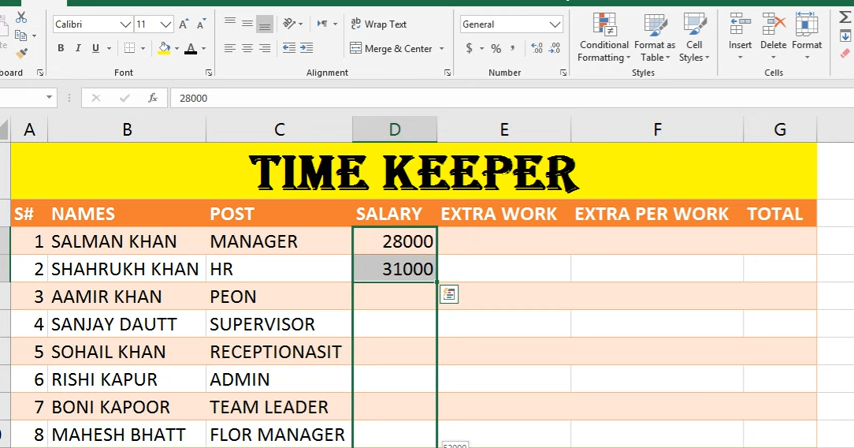 Calibri 11 A A Wrap Text General Conditional Formatting Format as Table Cell Styles Insert Delete Format
B I U A Merge & Center $ % ,
board Font Alignment Number Styles Cells
fx 28000
A B C D E F G
TIME KEEPER
S# NAMES POST SALARY EXTRA WORK EXTRA PER WORK TOTAL
1 SALMAN KHAN MANAGER 28000
2 SHAHRUKH KHAN HR 31000
3 AAMIR KHAN PEON
4 SANJAY DAUTT SUPERVISOR
5 SOHAIL KHAN RECEPTIONASIT
6 RISHI KAPUR ADMIN
7 BONI KAPOOR TEAM LEADER
8 MAHESH BHATT FLOR MANAGER